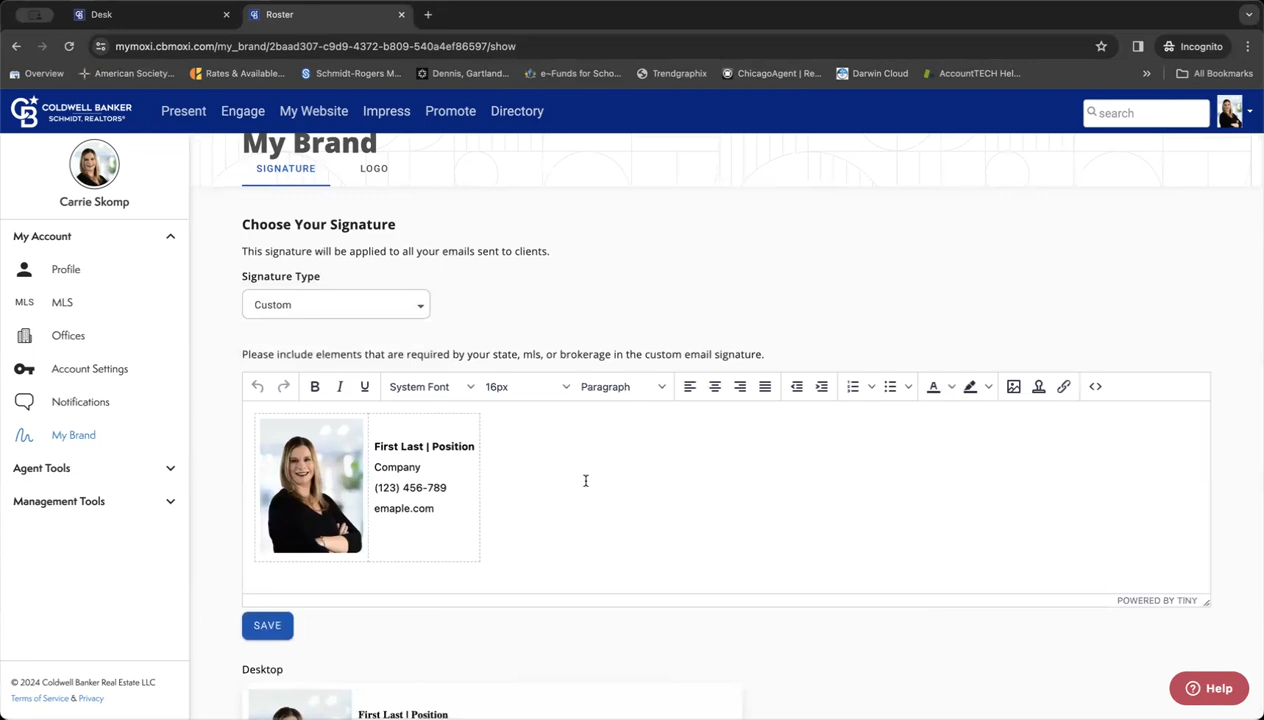 Desk
Roster
mymoxi.cbmoxi.com/my_brand/2baad307-c9d9-4372-b809-540a4ef86597/show
Incognito
Overview
American Society...
Rates & Available...
Schmidt-Rogers M...
Dennis, Gartland...
e~Funds for Scho...
Trendgraphix
ChicagoAgent | Re...
Darwin Cloud
AccountTECH Hel...
All Bookmarks
COLDWELL BANKER
SCHMIDT, REALTORS®
Present
Engage
My Website
Impress
Promote
Directory
search
Carrie Skomp
My Account
Profile
MLS MLS
Offices
Account Settings
Notifications
My Brand
Agent Tools
Management Tools
© 2024 Coldwell Banker Real Estate LLC
Terms of Service & Privacy
My Brand
SIGNATURE
LOGO
Choose Your Signature
This signature will be applied to all your emails sent to clients.
Signature Type
Custom
Please include elements that are required by your state, mls, or brokerage in the custom email signature.
B I U System Font 16px Paragraph A
First Last | Position
Company
(123) 456-789
emaple.com
POWERED BY TINY
SAVE
Desktop
First Last | Position
Help